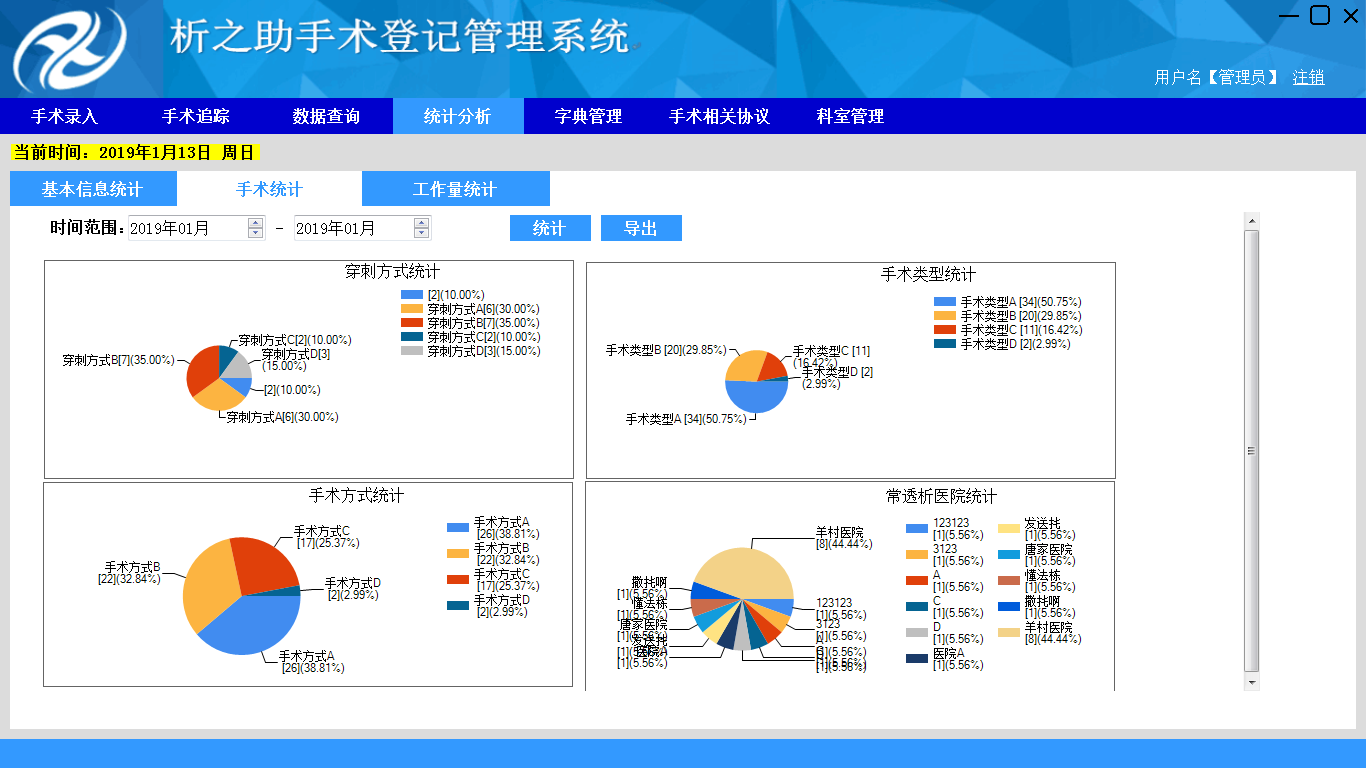 析之助手术登记管理系统
用户名【管理员】 注销
手术录入 手术追踪 数据查询 统计分析 字典管理 手术相关协议 科室管理
当前时间：2019年1月13日 周日
基本信息统计 手术统计 工作量统计
时间范围： 2019年01月 - 2019年01月 统计 导出
穿刺方式统计
[2](10.00%)
穿刺方式A[6](30.00%)
穿刺方式B[7](35.00%)
穿刺方式C[2](10.00%)
穿刺方式D[3](15.00%)
穿刺方式C[2](10.00%)
穿刺方式D[3]
(15.00%)
穿刺方式B[7](35.00%)
[2](10.00%)
穿刺方式A[6](30.00%)
手术类型统计
手术类型A [34](50.75%)
手术类型B [20](29.85%)
手术类型C [11](16.42%)
手术类型D [2](2.99%)
手术类型B [20](29.85%)
手术类型C [11]
(16.42%)
手术类型D [2]
(2.99%)
手术类型A [34](50.75%)
手术方式统计
手术方式A
[26](38.81%)
手术方式B
[22](32.84%)
手术方式C
[17](25.37%)
手术方式D
[2](2.99%)
手术方式C
[17](25.37%)
手术方式B
[22](32.84%)
手术方式D
[2](2.99%)
手术方式A
[26](38.81%)
常透析医院统计
123123
[1](5.56%)
3123
[1](5.56%)
A
[1](5.56%)
C
[1](5.56%)
D
[1](5.56%)
医院A
[1](5.56%)
发送扥
[1](5.56%)
唐家医院
[1](5.56%)
懂法栋
[1](5.56%)
撒扥啊
[1](5.56%)
羊村医院
[8](44.44%)
羊村医院
[8](44.44%)
撒扥啊
[1](5.56%)
懂法栋
[1](5.56%)
唐家医院
[1](5.56%)
发送扥
[1](5.56%)
医院A
[1](5.56%)
123123
[1](5.56%)
3123
[1](5.56%)
A
[1](5.56%)
C
[1](5.56%)
D
[1](5.56%)